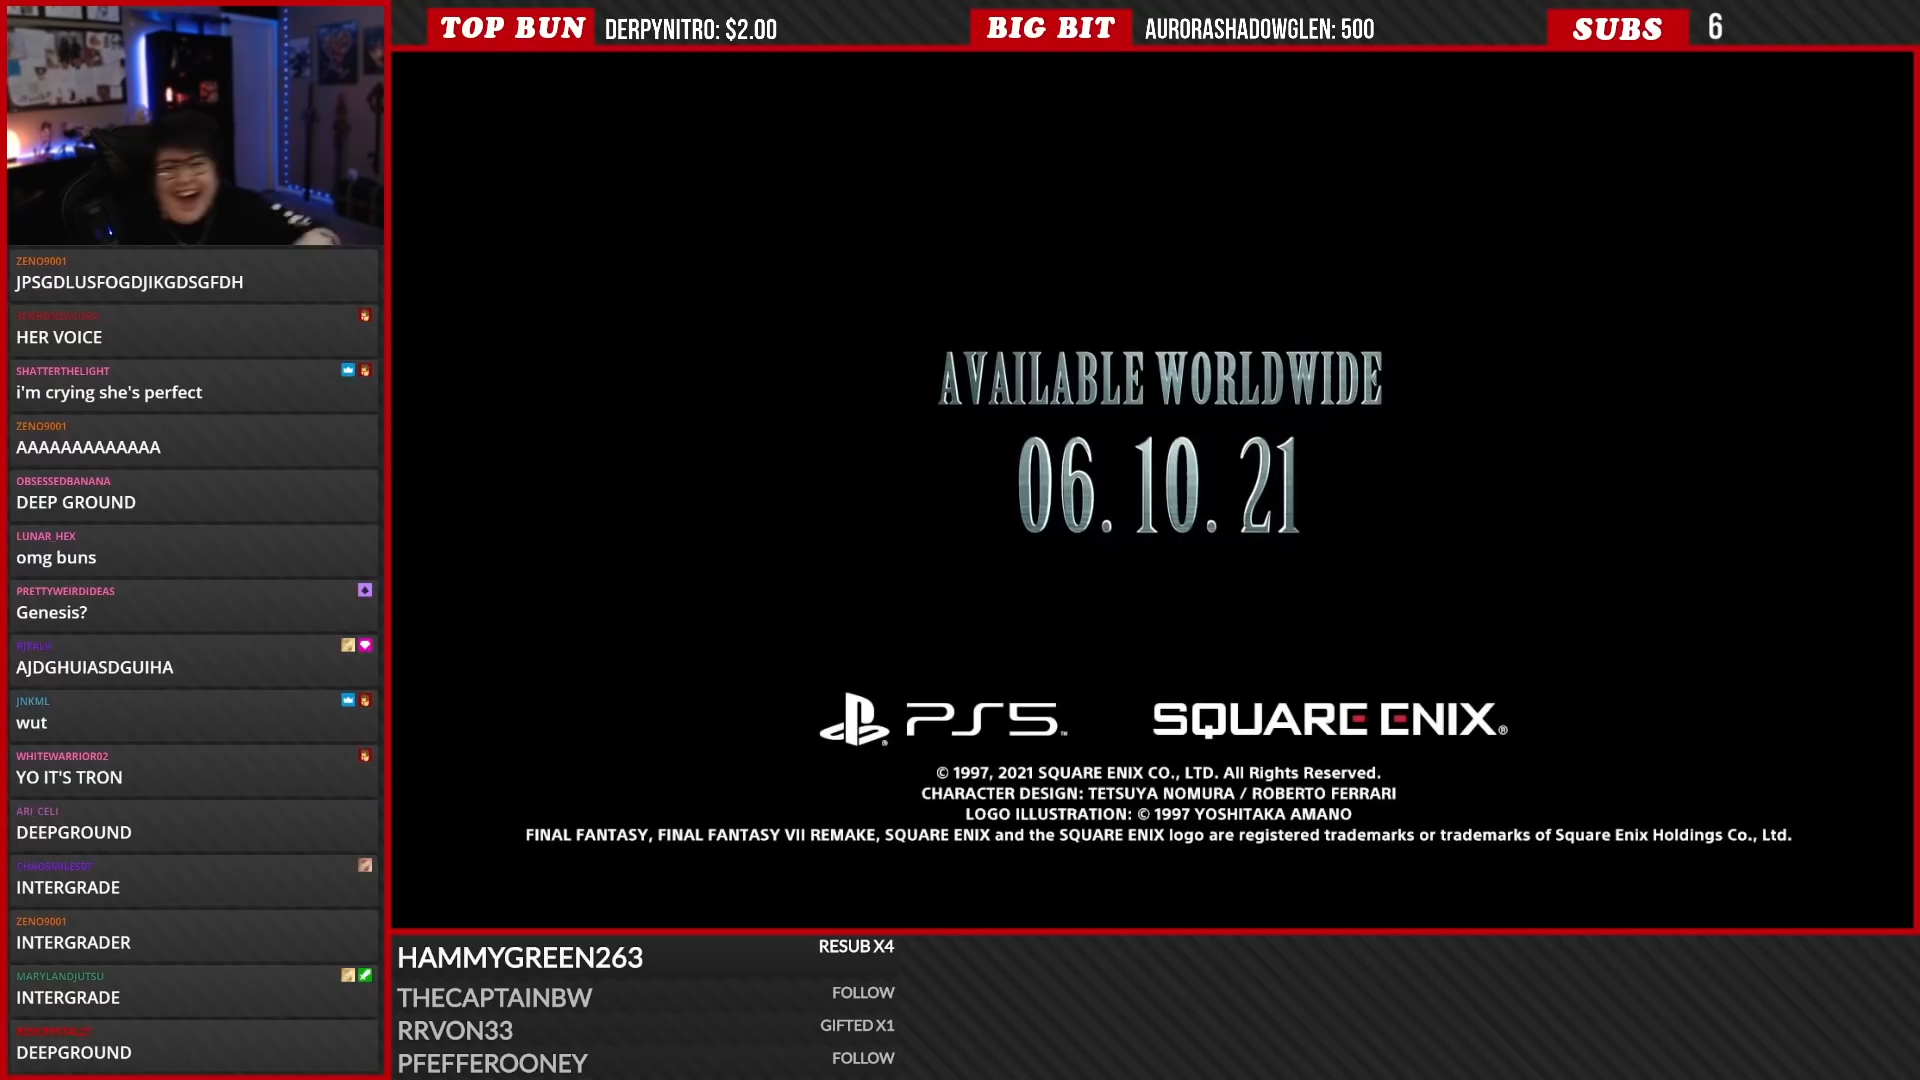 TOP BUN DERPYNITRO: $2.00 BIG BIT AURORASHADOWGLEN: 500 SUBS 6
ZENO9001
JPSGDLUSFOGDJIKGDSGFDH
HER VOICE
SHATTERTHELIGHT
i'm crying she's perfect
ZENO9001
AAAAAAAAAAAAA
OBSESSEDBANANA
DEEP GROUND
LUNAR_HEX
omg buns
PRETTYWEIRDIDEAS
Genesis?
AJDGHUIASDGUIHA
JNKML
wut
WHITEWARRIOR02
YO IT'S TRON
ARI_CELI
DEEPGROUND
INTERGRADE
ZENO9001
INTERGRADER
MARYLANDJUTSU
INTERGRADE
DEEPGROUND
AVAILABLE WORLDWIDE
06. 10. 21
PS5™ SQUARE ENIX®
© 1997, 2021 SQUARE ENIX CO., LTD. All Rights Reserved.
CHARACTER DESIGN: TETSUYA NOMURA / ROBERTO FERRARI
LOGO ILLUSTRATION: © 1997 YOSHITAKA AMANO
FINAL FANTASY, FINAL FANTASY VII REMAKE, SQUARE ENIX and the SQUARE ENIX logo are registered trademarks or trademarks of Square Enix Holdings Co., Ltd.
HAMMYGREEN263 RESUB X4
THECAPTAINBW FOLLOW
RRVON33 GIFTED X1
PFEFFEROONEY FOLLOW